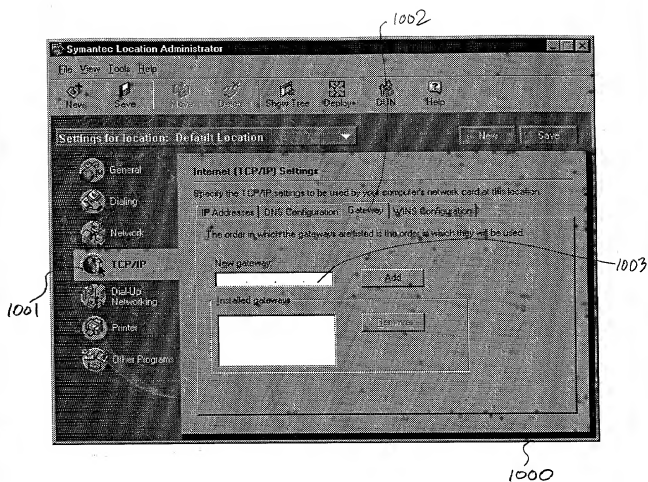 1002
Symantec Location Administrator
File View Tools Help
New Save Show Tree Deploy DUN Help
Settings for location: Default Location New Save
General
Dialing
Network
TCP/IP
Dial-Up
Networking
Printer
Other Programs
Internet (TCP/IP) Settings
Specify the TCP/IP settings to be used by your computer's network card at this location
IP Addresses DNS Configuration Gateway WINS Configuration
The order in which the gateways are listed is the order in which they will be used.
New gateway:
Add
Installed gateways
Remove
1003
1001
1000